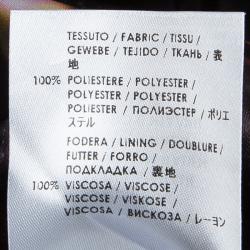 TESSUTO / FABRIC / TISSU /
GEWEBE / TEJIDO / ТКАНЬ / 表
地
100% POLIESTERE / POLYESTER /
POLYESTER / POLYESTER /
POLIESTER / ПОЛИЭСТЕР / ポリエ
ステル
FODERA / LINING / DOUBLURE /
FUTTER / FORRO /
ПОДКЛАДКА / 裏地
100% VISCOSA / VISCOSE /
VISCOSE / VISKOSE /
VISCOSA / ВИСКОЗА / レーヨン